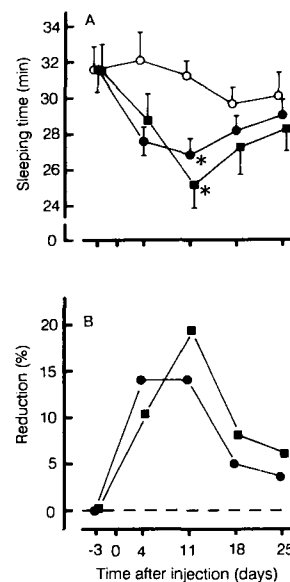 A
Sleeping time (min)
34
32
30
28
26
24
0
*
*
B
Reduction (%)
20
15
10
5
0
-3 0 4 11 18 25
Time after injection (days)